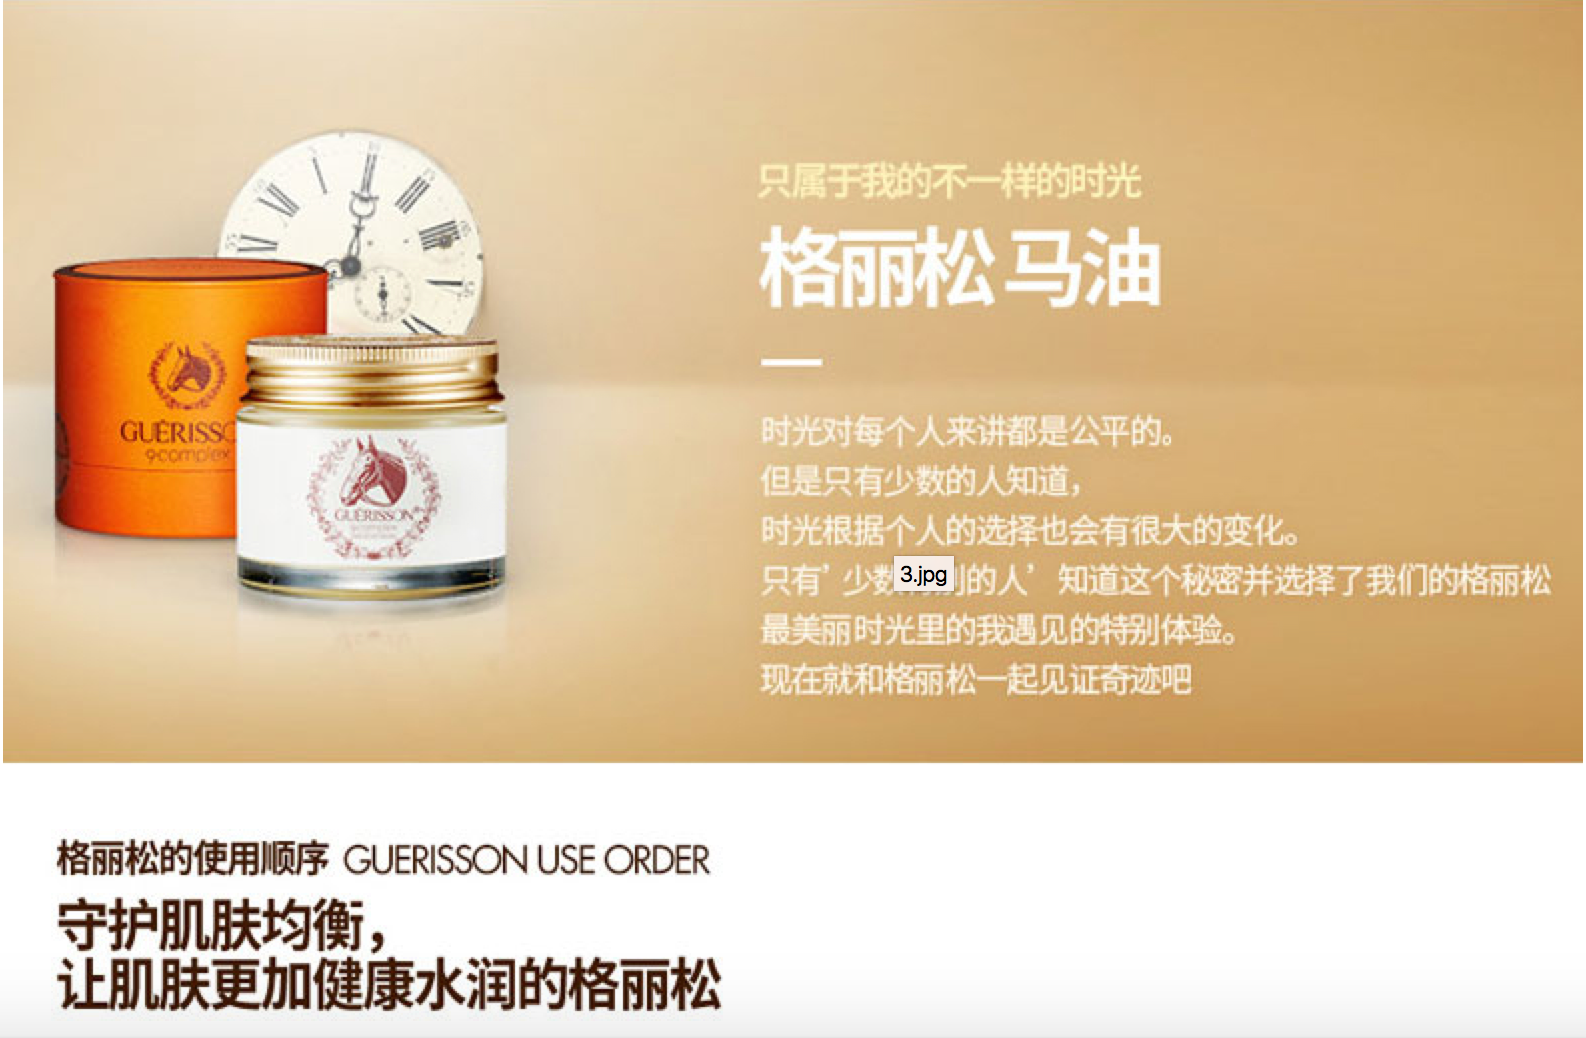 只属于我的不一样的时光
格丽松 马油
时光对每个人来讲都是公平的。
但是只有少数的人知道，
时光根据个人的选择也会有很大的变化。
只有’少数 别的人’ 知道这个秘密并选择了我们的格丽松
3.jpg
最美丽时光里的我遇见的特别体验。
现在就和格丽松一起见证奇迹吧
GUERISSO
9complex
GUERISSON
格丽松的使用顺序 GUERISSON USE ORDER
守护肌肤均衡，
让肌肤更加健康水润的格丽松